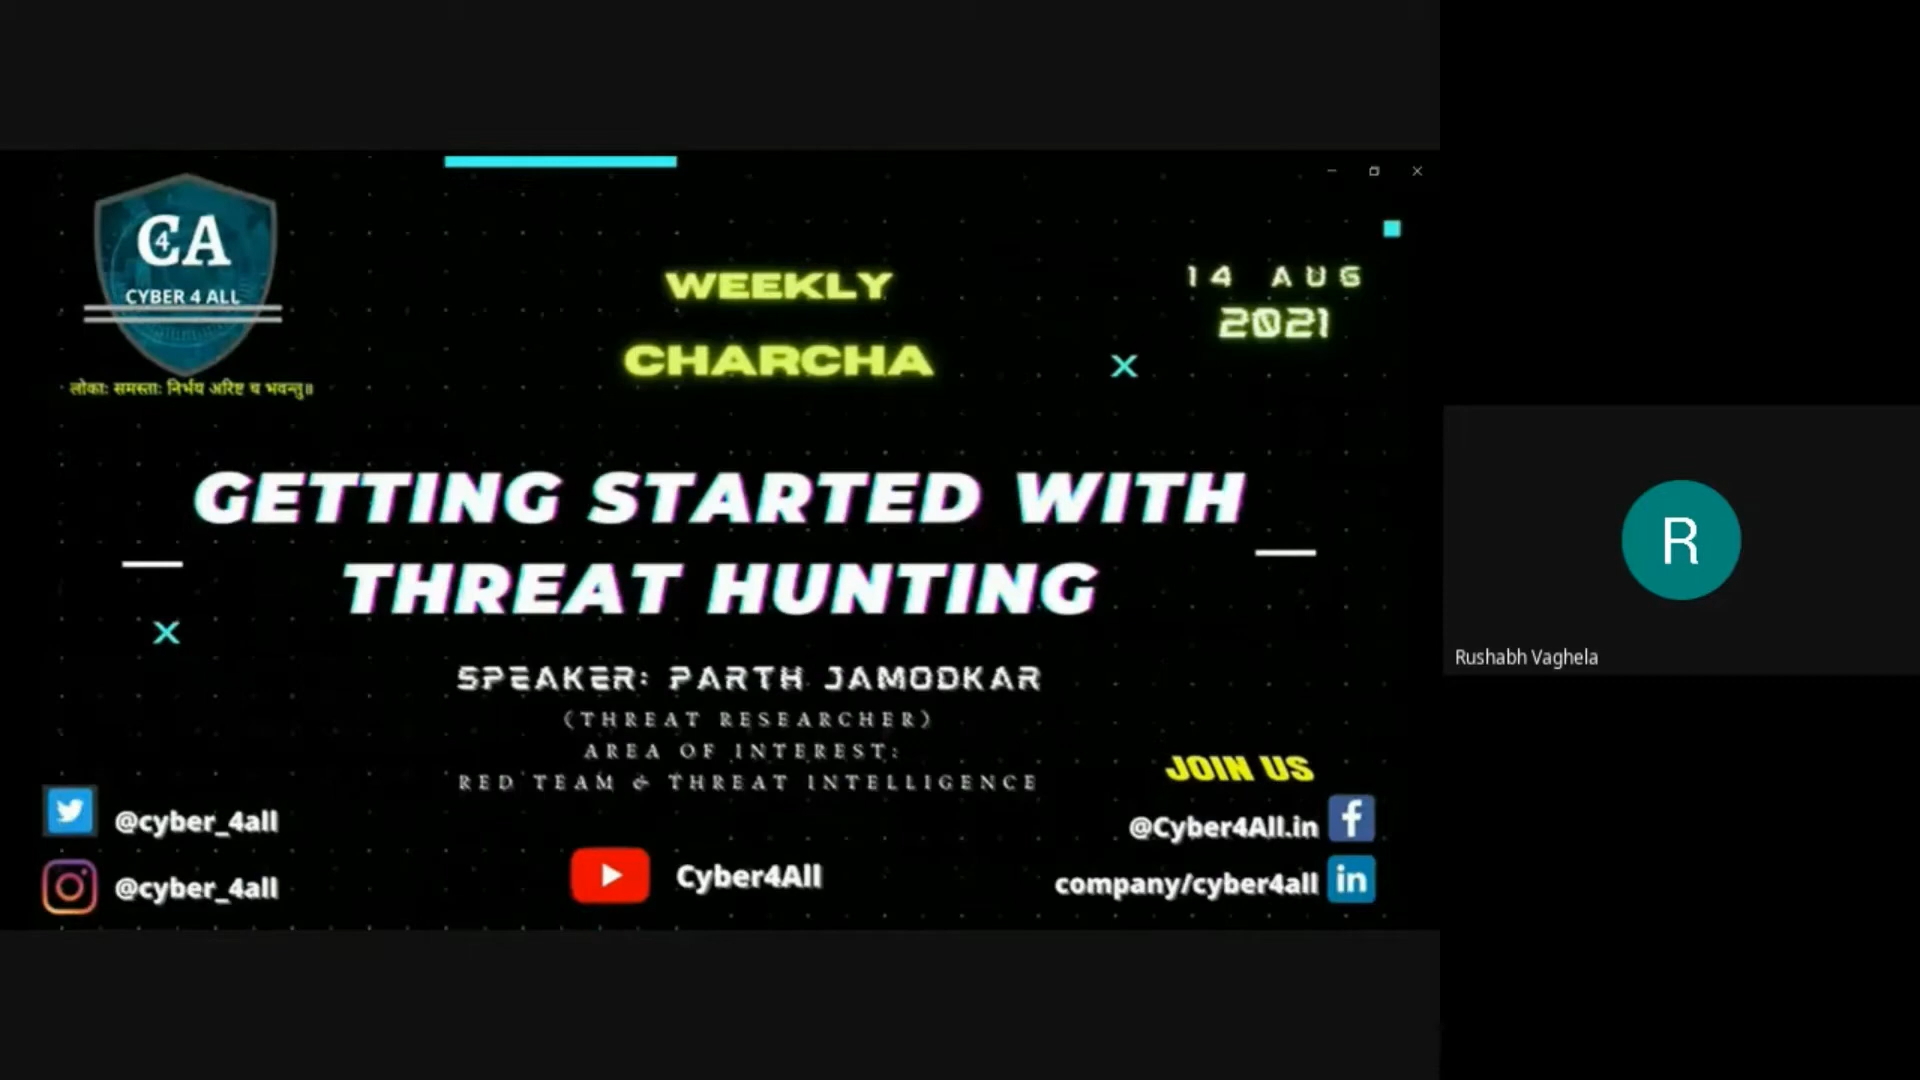 C4A
CYBER 4 ALL
लोकाः समस्ताः निर्भय अरिष्ट च भवन्तु॥
WEEKLY
CHARCHA
14 AUG
2021
GETTING STARTED WITH
THREAT HUNTING
SPEAKER: PARTH JAMODKAR
(THREAT RESEARCHER)
AREA OF INTEREST:
RED TEAM & THREAT INTELLIGENCE
@cyber_4all
@cyber_4all
Cyber4All
JOIN US
@Cyber4All.in
company/cyber4all
R
Rushabh Vaghela